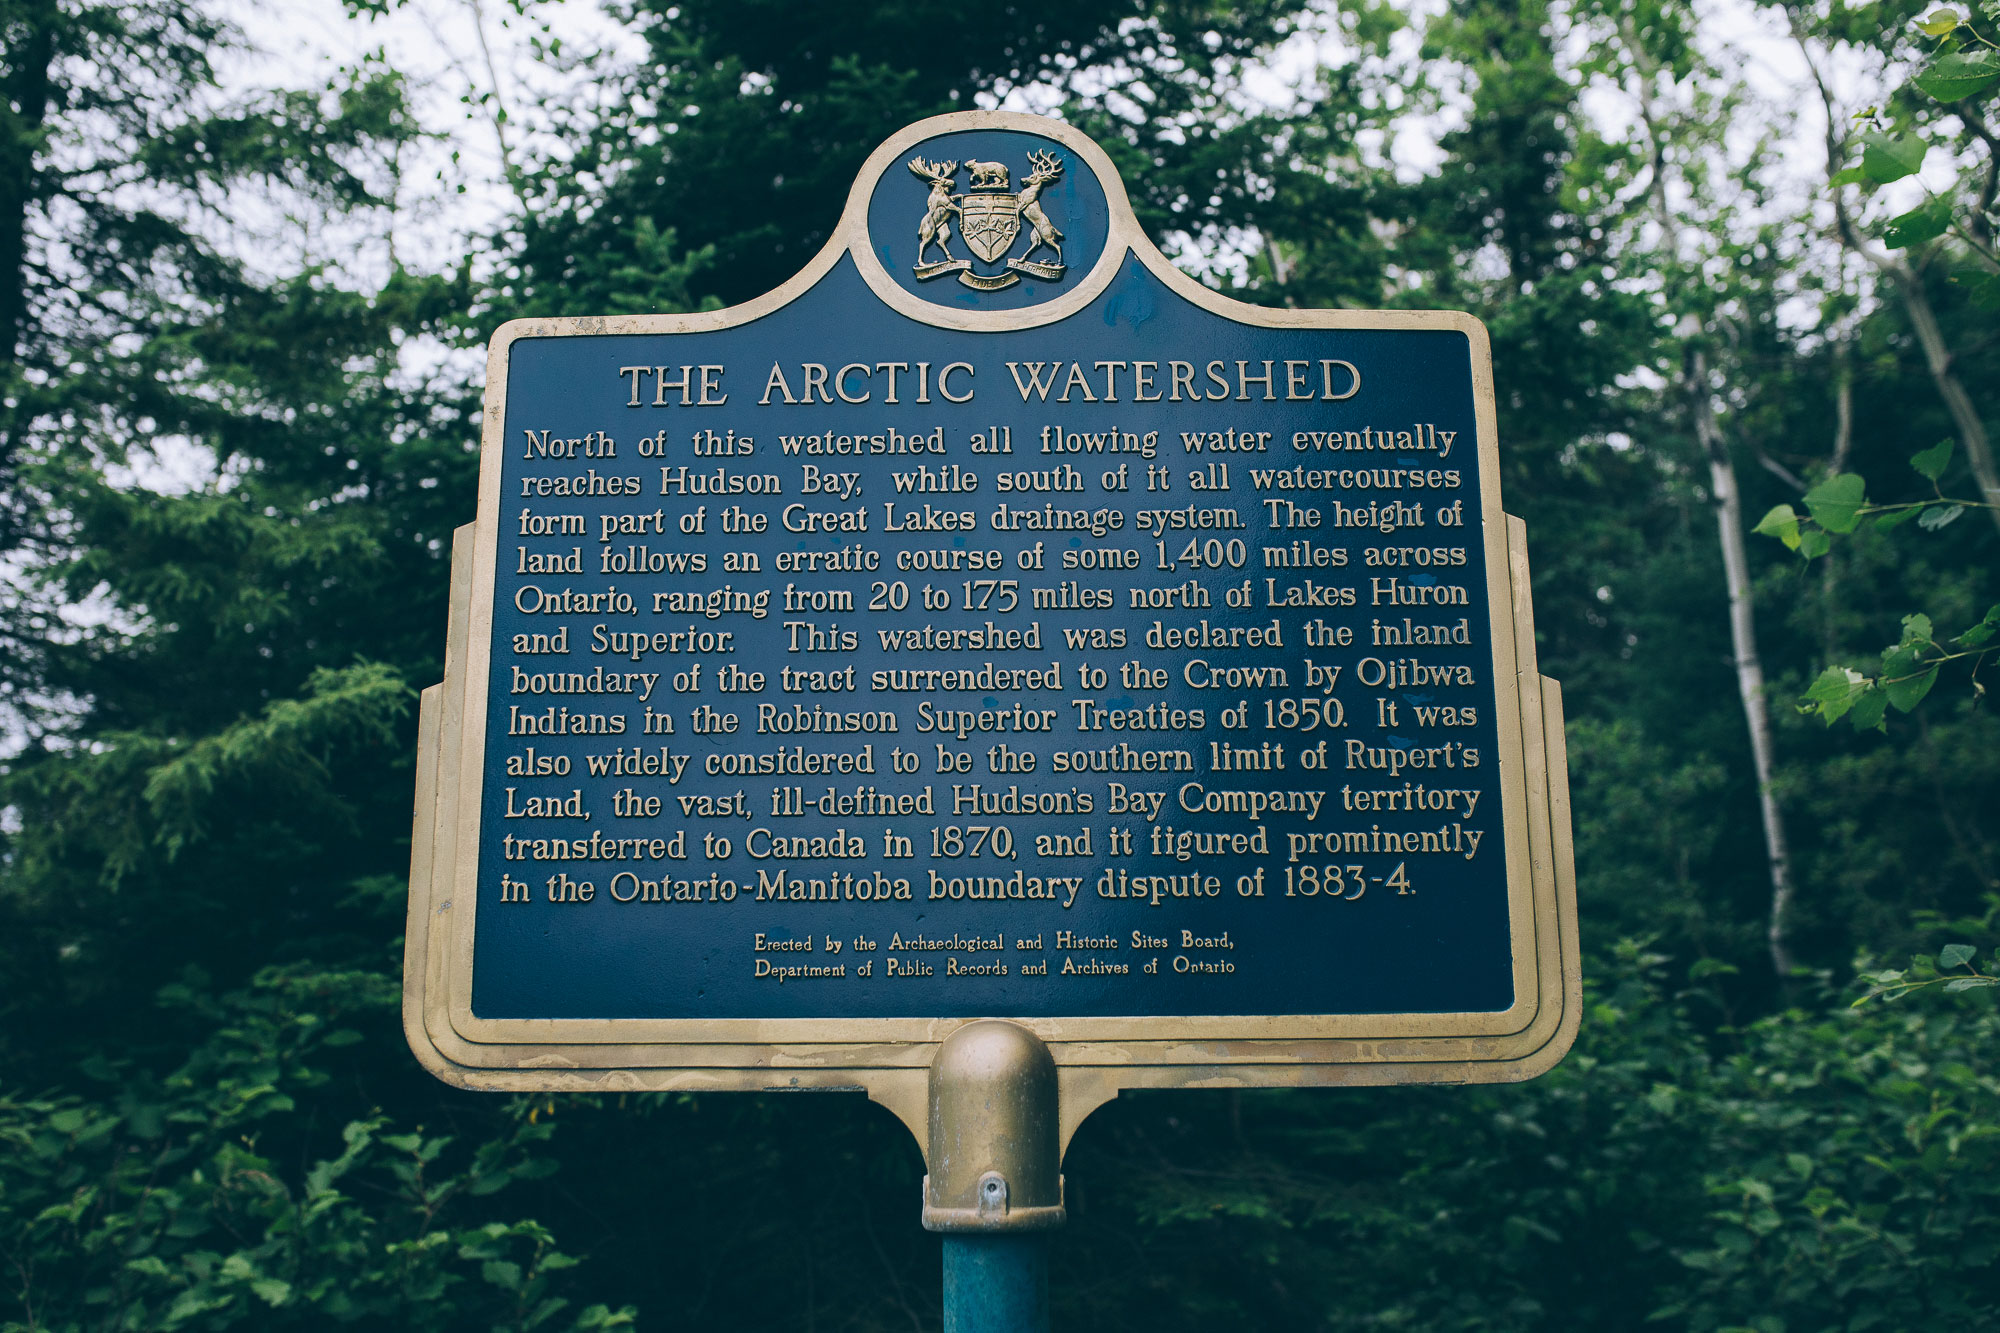 THE ARCTIC WATERSHED
North of this watershed all flowing water eventually
reaches Hudson Bay, while south of it all watercourses
form part of the Great Lakes drainage system. The height of
land follows an erratic course of some 1,400 miles across
Ontario, ranging from 20 to 175 miles north of Lakes Huron
and Superior. This watershed was declared the inland
boundary of the tract surrendered to the Crown by Ojibwa
Indians in the Robinson Superior Treaties of 1850. It was
also widely considered to be the southern limit of Rupert's
Land, the vast, ill-defined Hudson's Bay Company territory
transferred to Canada in 1870, and it figured prominently
in the Ontario-Manitoba boundary dispute of 1883-4.
Erected by the Archaeological and Historic Sites Board,
Department of Public Records and Archives of Ontario